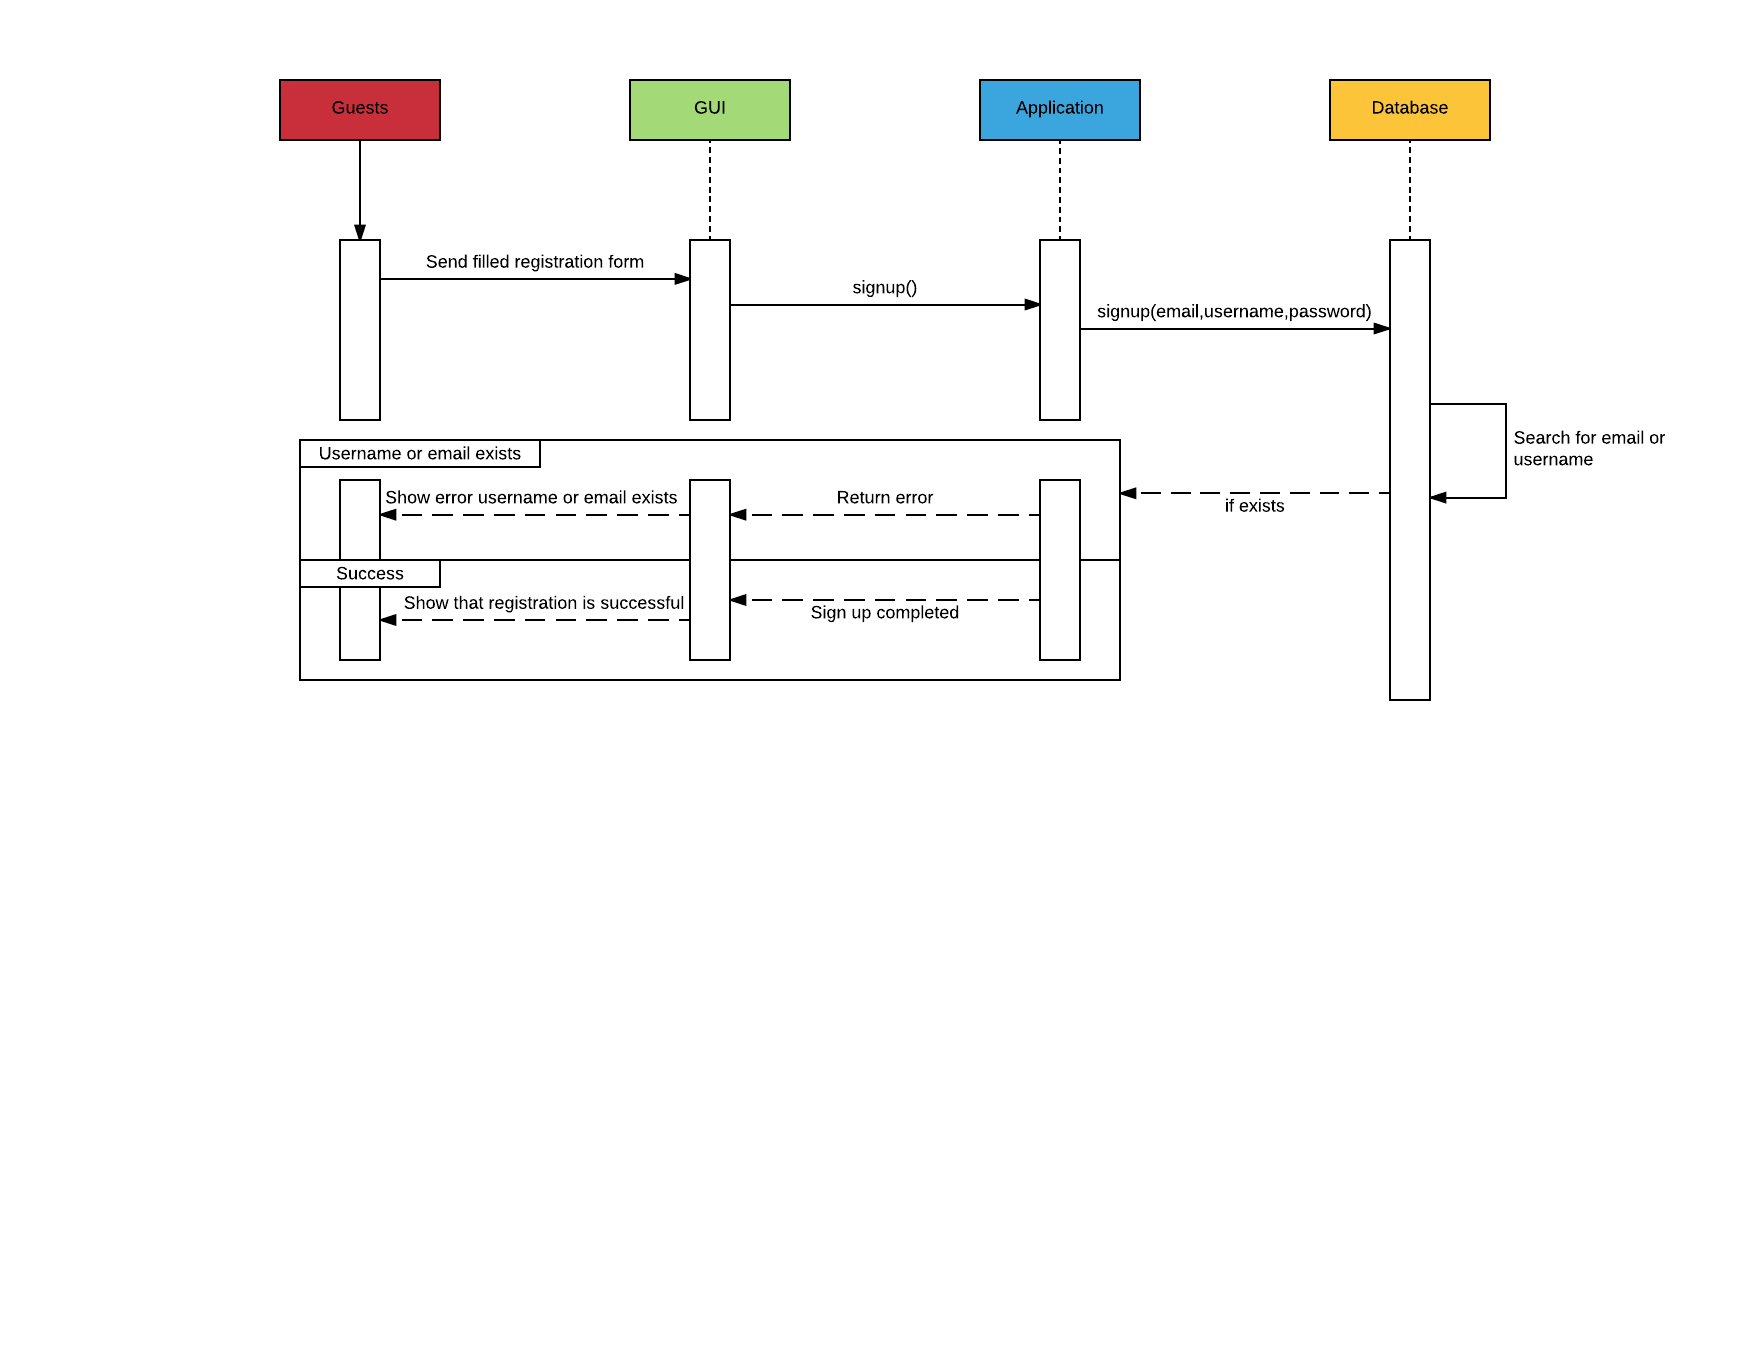 Guests
GUI
Application
Database
Send filled registration form
signup()
signup(email,username,password)
Search for email or
username
Username or email exists
Show error username or email exists
Return error
if exists
Success
Show that registration is successful
Sign up completed